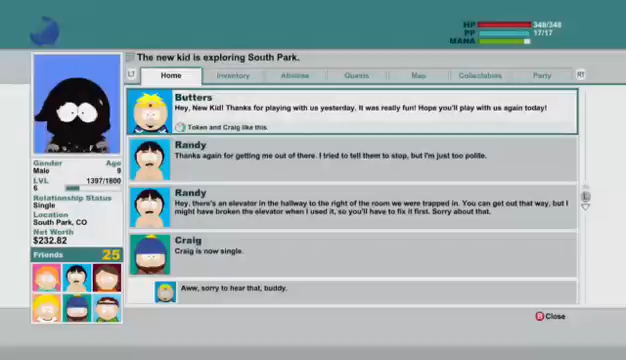 HP 348/348
PP 17/17
MANA
The new kid is exploring South Park.
LT Home Inventory Abilities Quests Map Collectables Party RT
Butters
Hey, New Kid! Thanks for playing with us yesterday, It was really fun! Hope you'll play with us again today!
Token and Craig like this.
Randy
Thanks again for getting me out of there. I tried to tell them to stop, but I'm just too polite.
Randy
Hey, there's an elevator in the hallway to the right of the room we were trapped in. You can get out that way, but I
might have broken the elevator when I used it, so you'll have to fix it first. Sorry about that.
Craig
Craig is now single.
Aww, sorry to hear that, buddy.
Gender Age
Male 9
LVL 1397/1800
6
Relationship Status
Single
Location
South Park, CO
Net Worth
$232.82
Friends 25
L
B Close